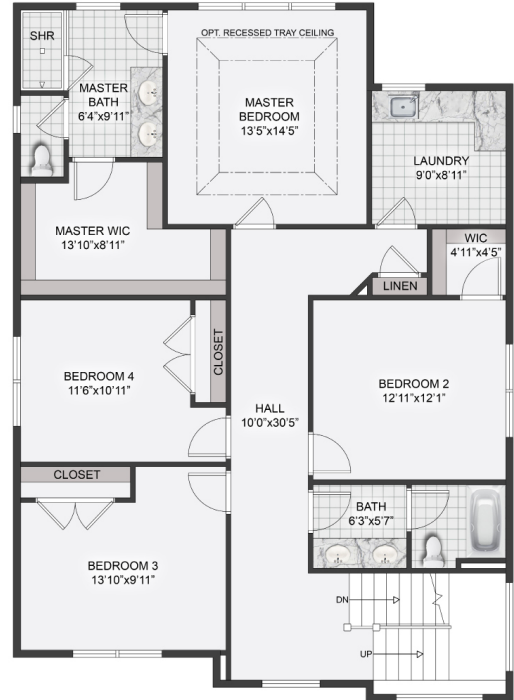 SHR
OPT. RECESSED TRAY CEILING
MASTER
BATH
6'4"x9'11"
MASTER
BEDROOM
13'5"x14'5"
LAUNDRY
9'0"x8'11"
MASTER WIC
13'10"x8'11"
WIC
4'11"x4'5"
LINEN
CLOSET
BEDROOM 4
11'6"x10'11"
BEDROOM 2
12'11"x12'1"
HALL
10'0x30'5"
CLOSET
BATH
6'3"x5'7"
BEDROOM 3
13'10"x9'11"
DN
UP